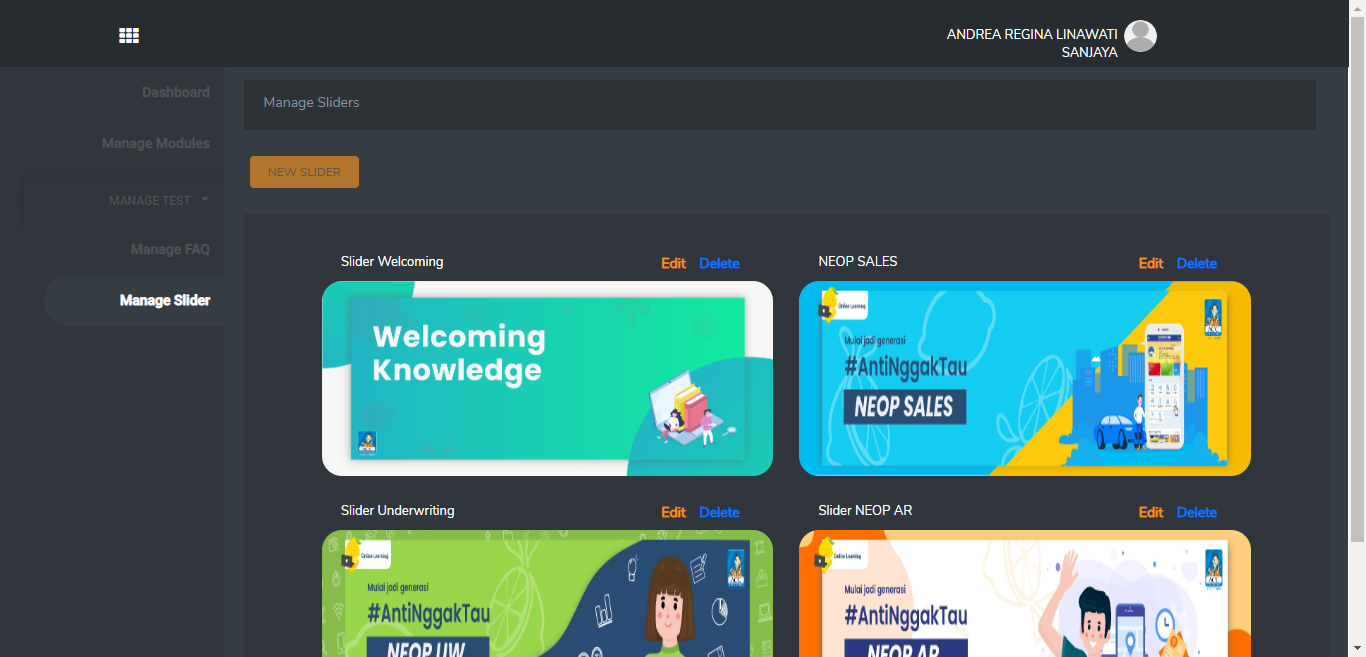 ANDREA REGINA LINAWATI
SANJAYA
Dashboard
Manage Modules
MANAGE TEST
Manage FAQ
Manage Slider
Manage Sliders
NEW SLIDER
Slider Welcoming
Edit Delete
Welcoming
Knowledge
NEOP SALES
Edit Delete
Online Learning
Mulai jadi generasi
#AntiNggakTau
NEOP SALES
Slider Underwriting
Edit Delete
Online Learning
Mulai jadi generasi
#AntiNggakTau
NEOP UW
Slider NEOP AR
Edit Delete
Online Learning
Mulai jadi generasi
#AntiNggakTau
NEOP AR